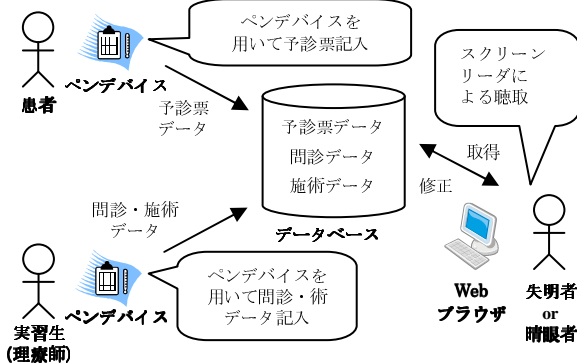 ペンデバイスを
用いて予診票記入
患者
ペンデバイス
予診票
データ
スクリーン
リーダに
よる聴取
予診票データ
問診データ
施術データ
データベース
取得
修正
問診・施術
データ
ペンデバイスを
用いて問診・術
データ記入
実習生
(理療師)
ペンデバイス
Web
ブラウザ
失明者
or
晴眼者